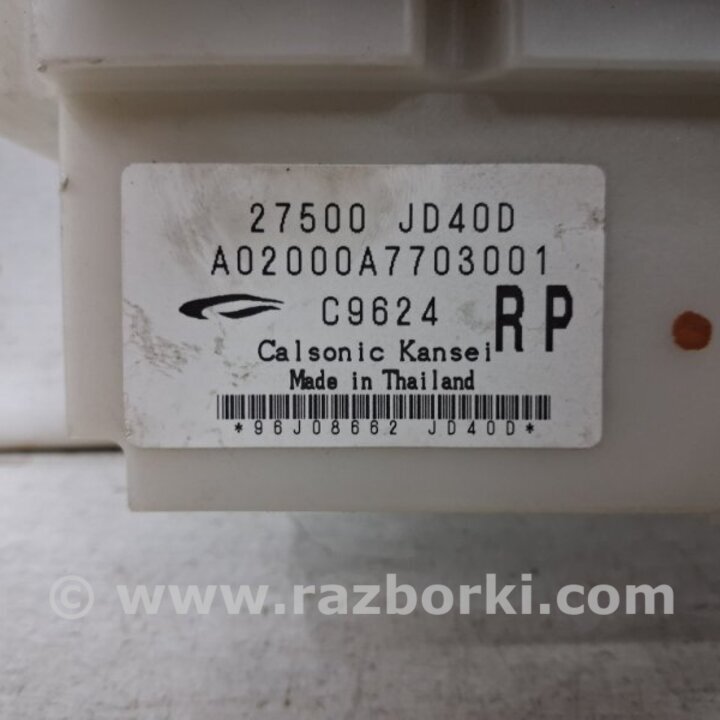 27500 JD40D
A02000A7703001
C9624 RP
Calsonic Kansei
Made in Thailand
*96J08662 JD40D*
© www.razborki.com